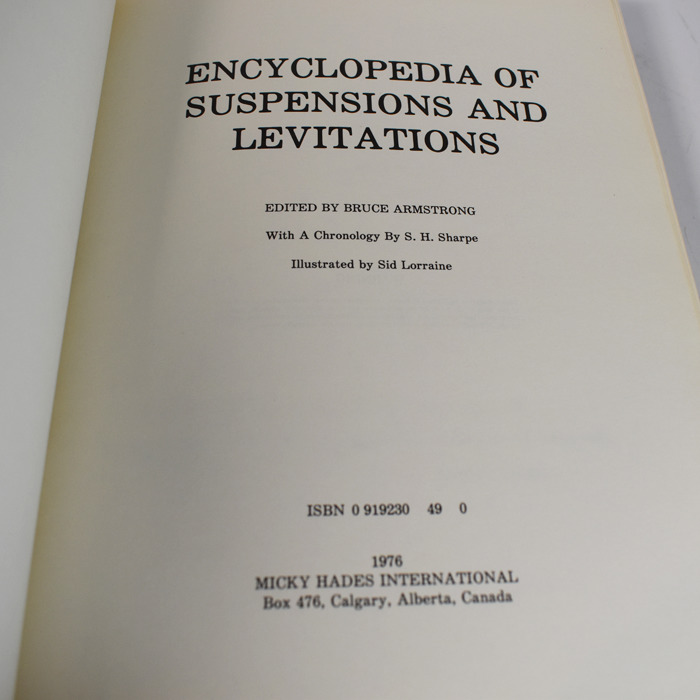 ENCYCLOPEDIA OF
SUSPENSIONS AND
LEVITATIONS
EDITED BY BRUCE ARMSTRONG
With A Chronology By S. H. Sharpe
Illustrated by Sid Lorraine
ISBN 0 919230 49 0
1976
MICKY HADES INTERNATIONAL
Box 476, Calgary, Alberta, Canada